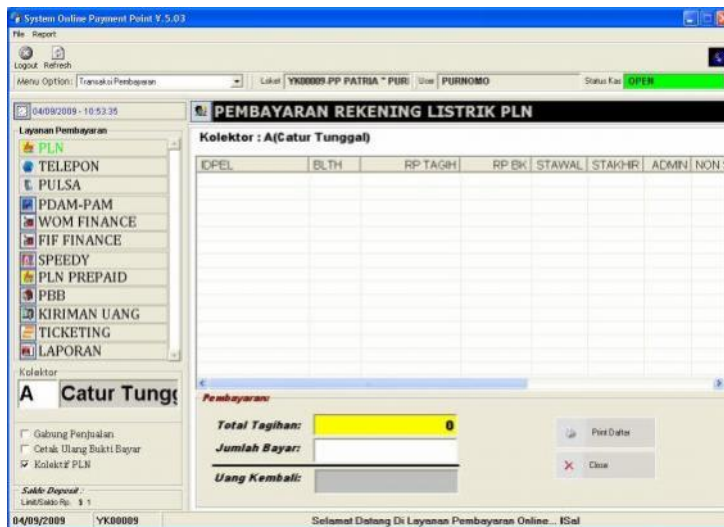 System Online Payment Point V.5.03
File Report
Logout Refresh
Menu Option: Transaksi Pembayaran Loket YK00009-PP PATRIA " PURI User PURNOMO Status Kas OPEN
04/09/2009 - 10:53:35
PEMBAYARAN REKENING LISTRIK PLN
Layanan Pembayaran
PLN
TELEPON
PULSA
PDAM-PAM
WOM FINANCE
FIF FINANCE
SPEEDY
PLN PREPAID
PBB
KIRIMAN UANG
TICKETING
LAPORAN
Kolektor : A(Catur Tunggal)
IDPEL BLTH RP TAGIH RP BK STAWAL STAKHIR ADMIN NON
Kolektor
A Catur Tungg
Gabung Penjualan
Cetak Ulang Bukti Bayar
Kolektif PLN
Saldo Deposit :
Limit/Saldo Rp. $ 1
Pembayaran:
Total Tagihan: 0
Jumlah Bayar:
Uang Kembali:
Print Daftar
Close
04/09/2009 YK00009 Selamat Datang Di Layanan Pembayaran Online... !Sal